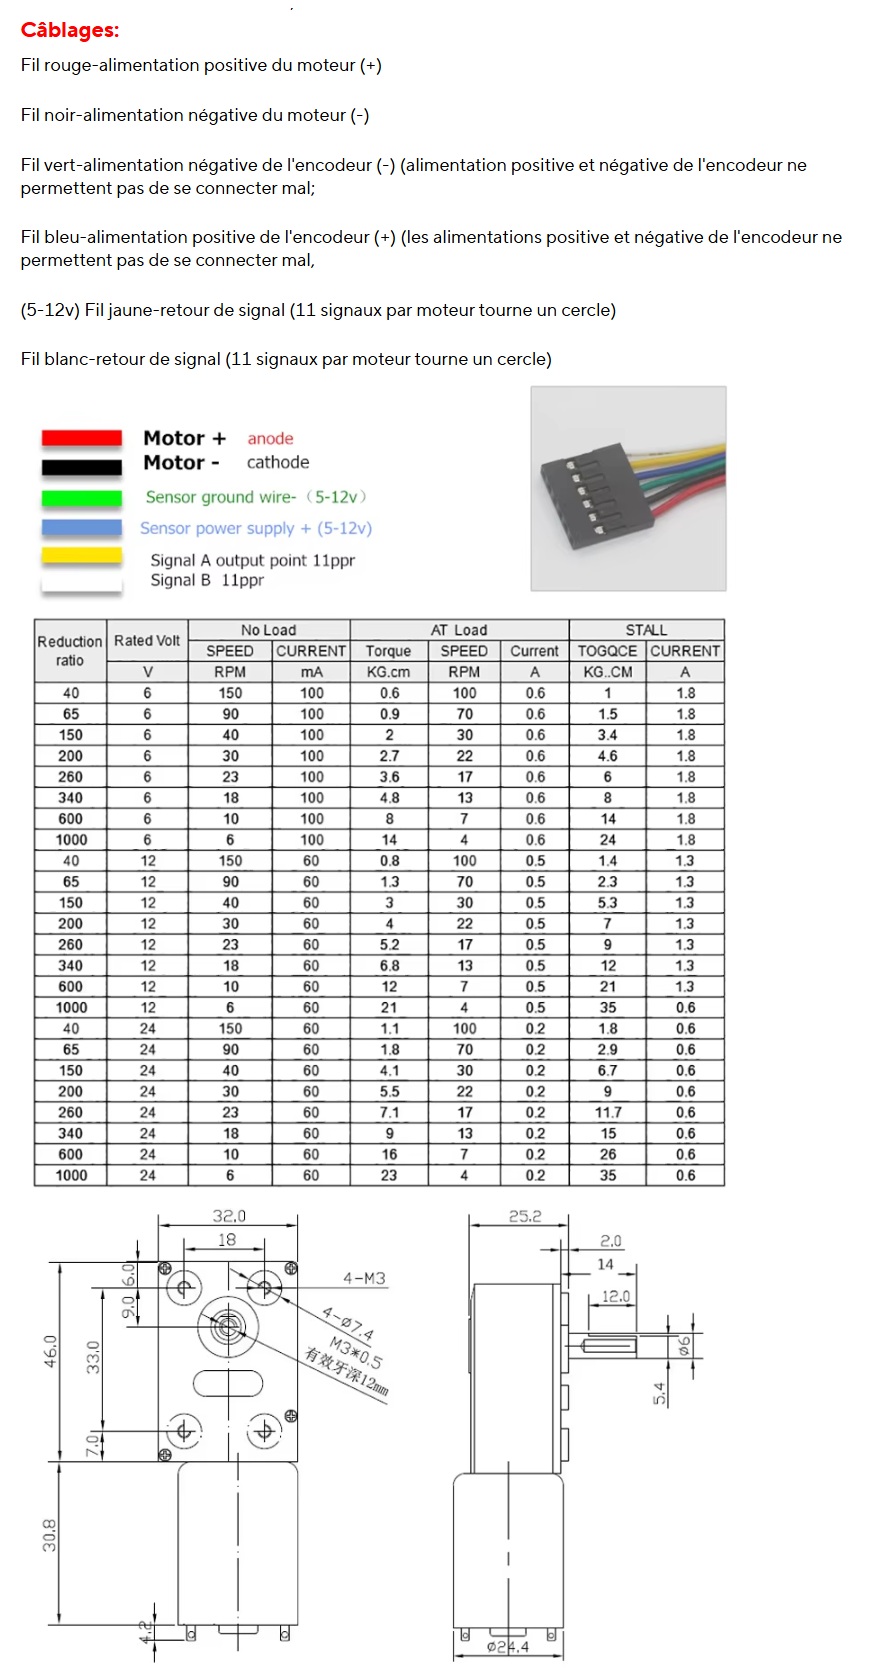 Câblages:
Fil rouge-alimentation positive du moteur (+)
Fil noir-alimentation négative du moteur (-)
Fil vert-alimentation négative de l'encodeur (-) (alimentation positive et négative de l'encodeur ne
permettent pas de se connecter mal;
Fil bleu-alimentation positive de l'encodeur (+) (les alimentations positive et négative de l'encodeur ne
permettent pas de se connecter mal,
(5-12v) Fil jaune-retour de signal (11 signaux par moteur tourne un cercle)
Fil blanc-retour de signal (11 signaux par moteur tourne un cercle)
Motor + anode
Motor - cathode
Sensor ground wire-（5-12v）
Sensor power supply + (5-12v)
Signal A output point 11ppr
Signal B 11ppr
Reduction ratio Rated Volt No Load AT Load STALL
SPEED CURRENT Torque SPEED Current TOGQCE CURRENT
V RPM mA KG.cm RPM A KG..CM A
40 6 150 100 0.6 100 0.6 1 1.8
65 6 90 100 0.9 70 0.6 1.5 1.8
150 6 40 100 2 30 0.6 3.4 1.8
200 6 30 100 2.7 22 0.6 4.6 1.8
260 6 23 100 3.6 17 0.6 6 1.8
340 6 18 100 4.8 13 0.6 8 1.8
600 6 10 100 8 7 0.6 14 1.8
1000 6 6 100 14 4 0.6 24 1.8
40 12 150 60 0.8 100 0.5 1.4 1.3
65 12 90 60 1.3 70 0.5 2.3 1.3
150 12 40 60 3 30 0.5 5.3 1.3
200 12 30 60 4 22 0.5 7 1.3
260 12 23 60 5.2 17 0.5 9 1.3
340 12 18 60 6.8 13 0.5 12 1.3
600 12 10 60 12 7 0.5 21 1.3
1000 12 6 60 21 4 0.5 35 0.6
40 24 150 60 1.1 100 0.2 1.8 0.6
65 24 90 60 1.8 70 0.2 2.9 0.6
150 24 40 60 4.1 30 0.2 6.7 0.6
200 24 30 60 5.5 22 0.2 9 0.6
260 24 23 60 7.1 17 0.2 11.7 0.6
340 24 18 60 9 13 0.2 15 0.6
600 24 10 60 16 7 0.2 26 0.6
1000 24 6 60 23 4 0.2 35 0.6
32.0
18
6.0
9.0
46.0
33.0
7.0
30.8
4.2
4-M3
4-ø7.4
M3*0.5
有效牙深12mm
25.2
2.0
14
12.0
ø6
5.4
ø24.4